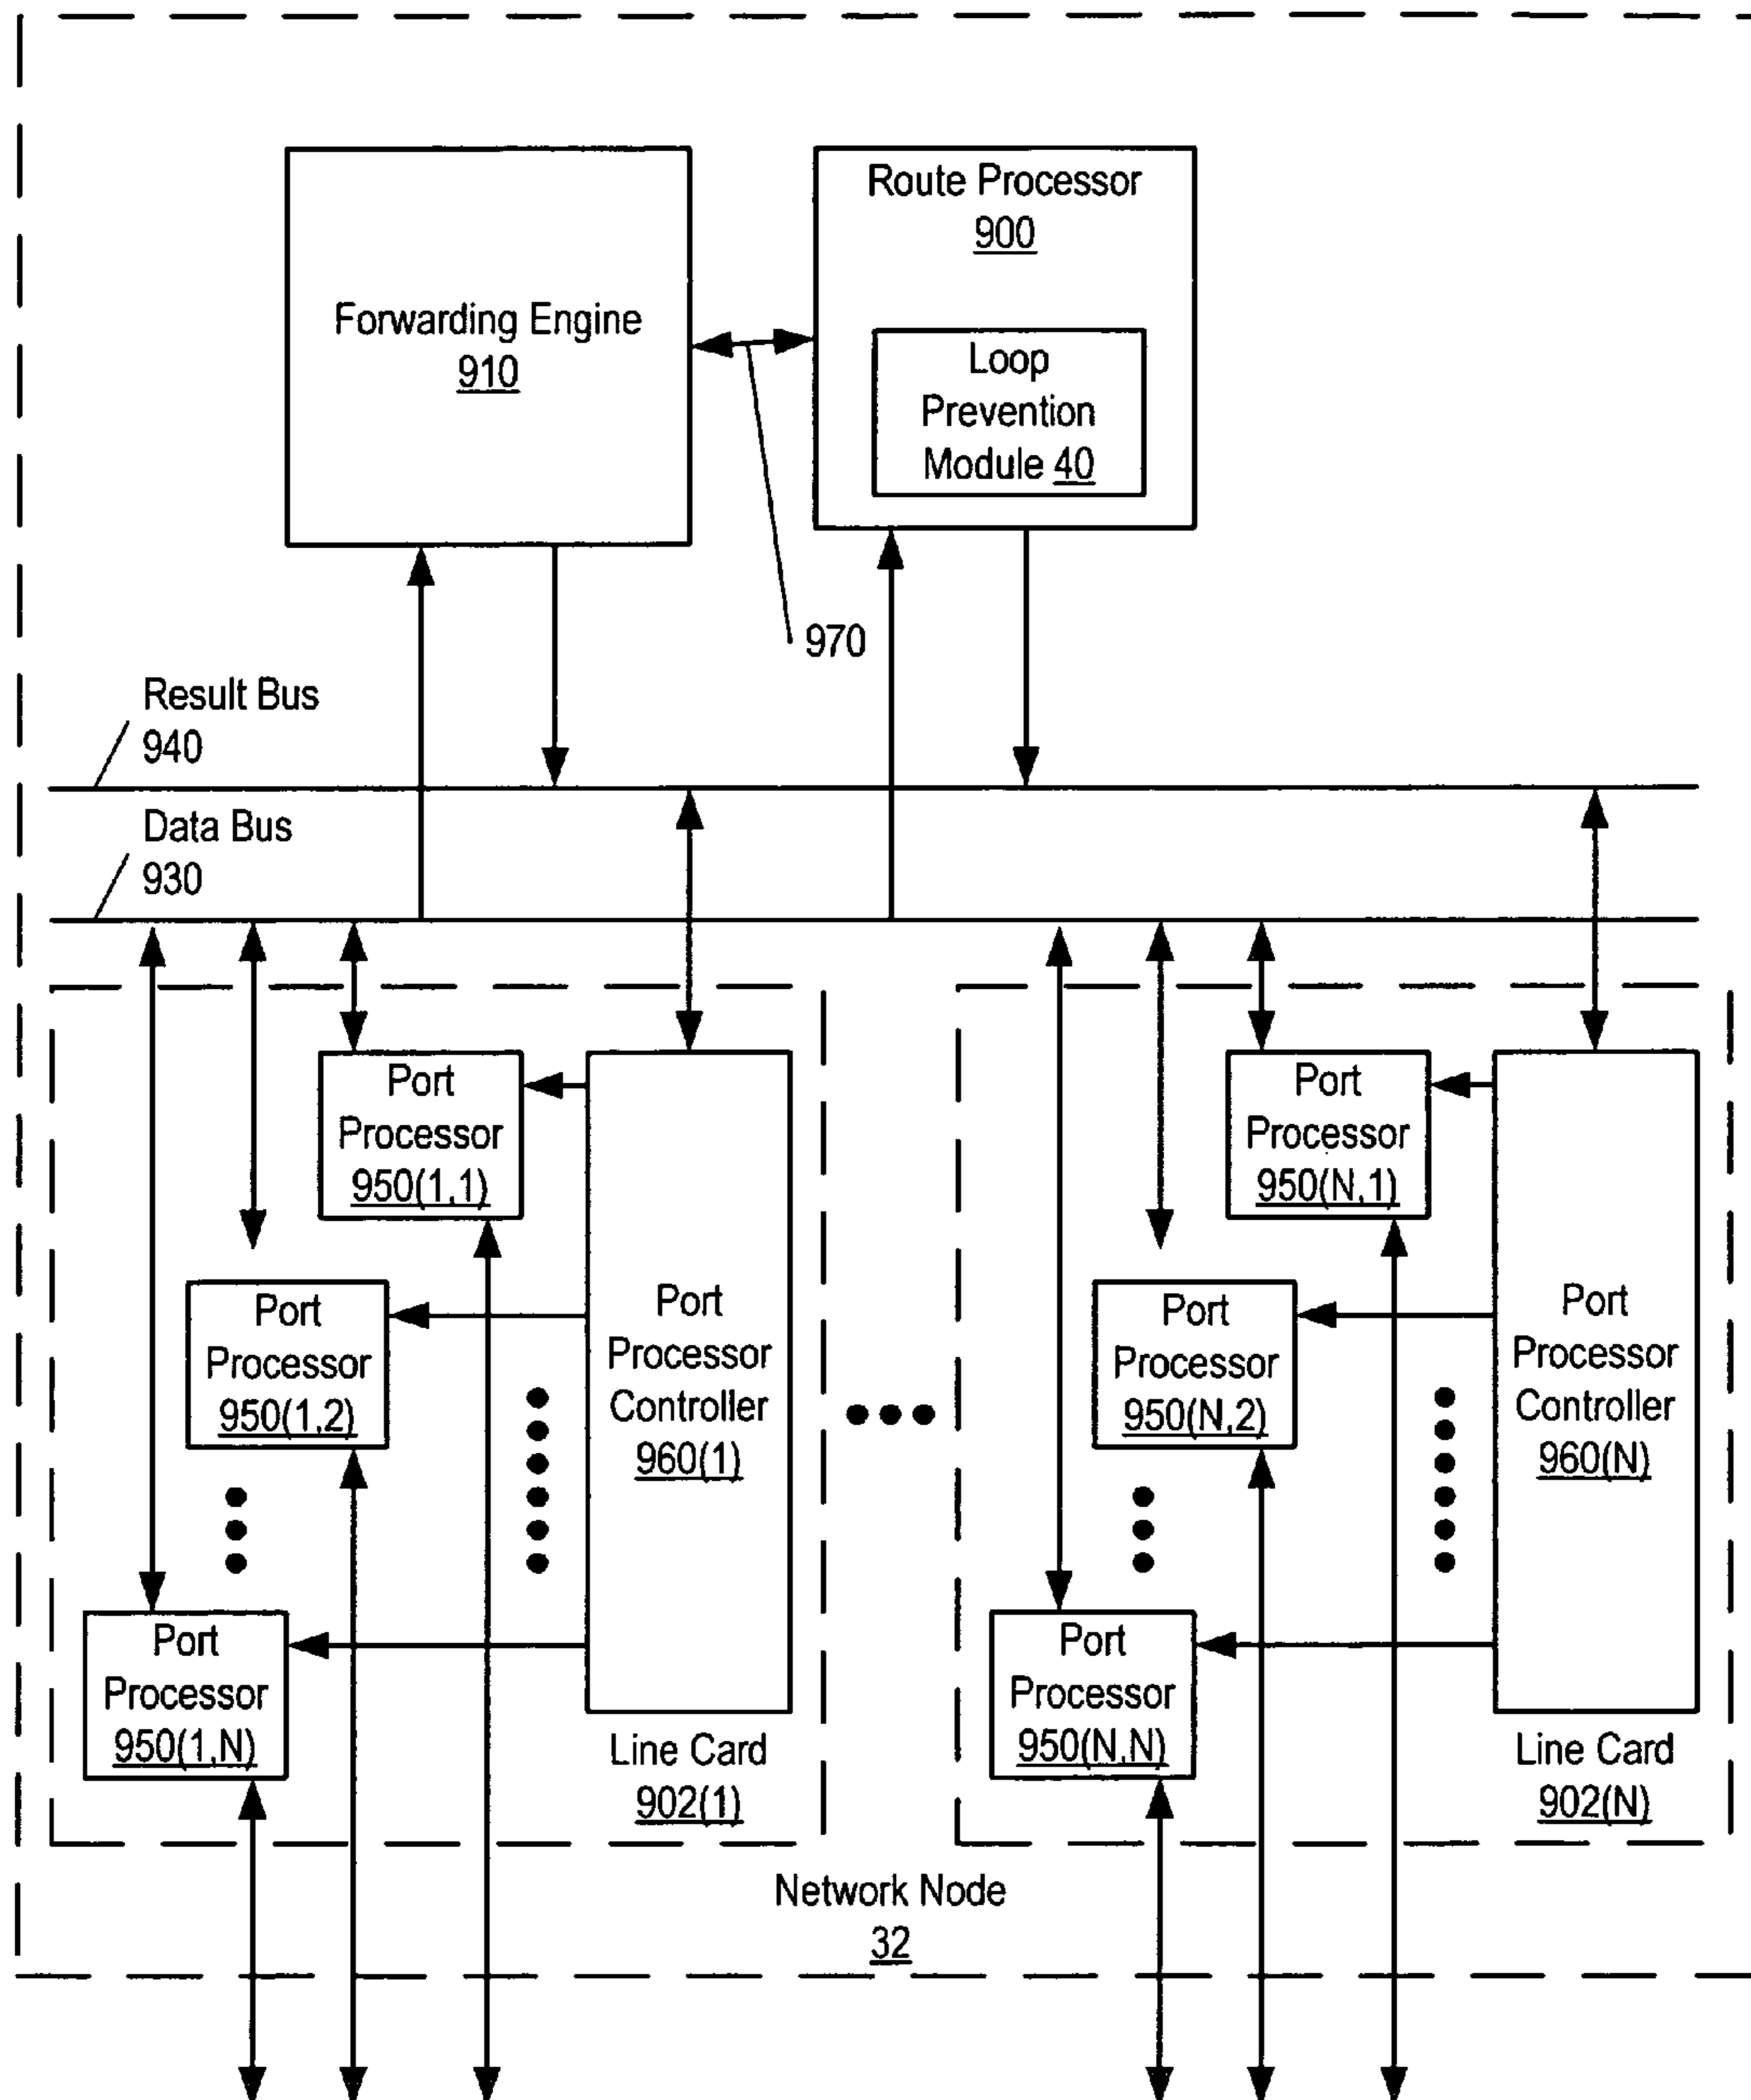 Forwarding Engine
910
Route Processor
900
Loop
Prevention
Module 40
970
Result Bus
940
Data Bus
930
Port
Processor
950(1,1)
Port
Processor
950(1,2)
Port
Processor
950(1,N)
Port
Processor
Controller
960(1)
Line Card
902(1)
Port
Processor
950(N,1)
Port
Processor
950(N,2)
Port
Processor
950(N,N)
Port
Processor
Controller
960(N)
Line Card
902(N)
Network Node
32